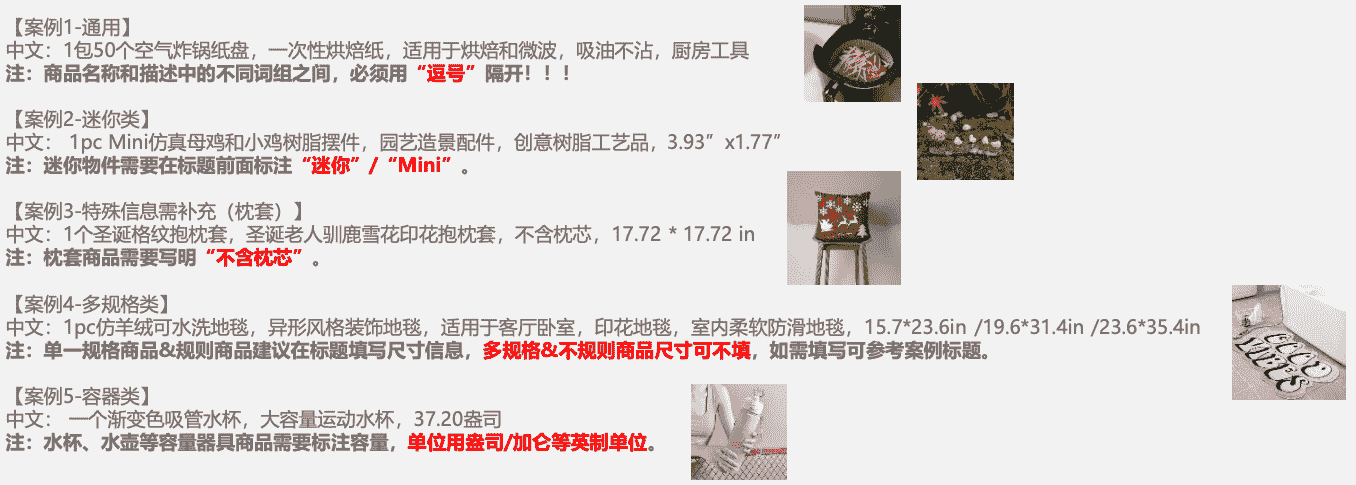 【案例1-通用】
中文：1包50个空气炸锅纸盘，一次性烘焙纸，适用于烘焙和微波，吸油不沾，厨房工具
注：商品名称和描述中的不同词组之间，必须用“逗号”隔开！！！
【案例2-迷你类】
中文： 1pc Mini仿真母鸡和小鸡树脂摆件，园艺造景配件，创意树脂工艺品，3.93”x1.77”
注：迷你物件需要在标题前面标注“迷你”/“Mini”。
【案例3-特殊信息需补充（枕套）】
中文：1个圣诞格纹抱枕套，圣诞老人驯鹿雪花印花抱枕套，不含枕芯，17.72 * 17.72 in
注：枕套商品需要写明“不含枕芯”。
【案例4-多规格类】
中文：1pc仿羊绒可水洗地毯，异形风格装饰地毯，适用于客厅卧室，印花地毯，室内柔软防滑地毯，15.7*23.6in /19.6*31.4in /23.6*35.4in
注：单一规格商品&规则商品建议在标题填写尺寸信息，多规格&不规则商品尺寸可不填，如需填写可参考案例标题。
【案例5-容器类】
中文： 一个渐变色吸管水杯，大容量运动水杯，37.20盎司
注：水杯、水壶等容量器具商品需要标注容量，单位用盎司/加仑等英制单位。